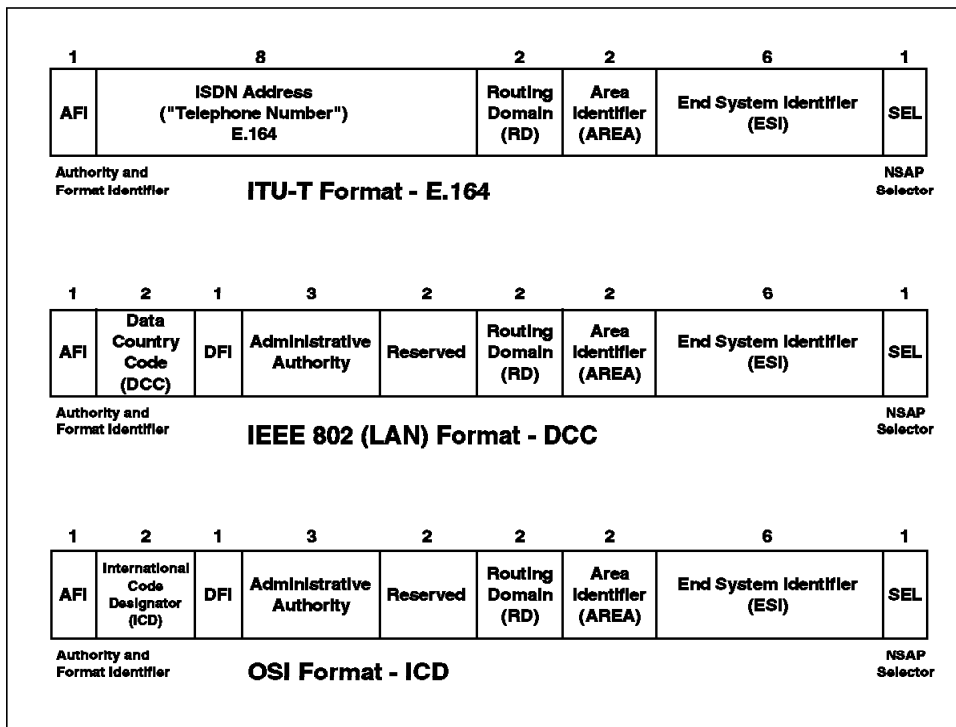 1 8 2 2 6 1
AFI
ISDN Address
("Telephone Number")
E.164
Routing
Domain
(RD)
Area
Identifier
(AREA)
End System Identifier
(ESI)
SEL
Authority and
Format Identifier
ITU-T Format - E.164
NSAP
Selector
1 2 1 3 2 2 2 6 1
AFI
Data
Country
Code
(DCC)
DFI
Administrative
Authority
Reserved
Routing
Domain
(RD)
Area
Identifier
(AREA)
End System Identifier
(ESI)
SEL
Authority and
Format Identifier
IEEE 802 (LAN) Format - DCC
NSAP
Selector
1 2 1 3 2 2 2 6 1
AFI
International
Code
Designator
(ICD)
DFI
Administrative
Authority
Reserved
Routing
Domain
(RD)
Area
Identifier
(AREA)
End System Identifier
(ESI)
SEL
Authority and
Format Identifier
OSI Format - ICD
NSAP
Selector